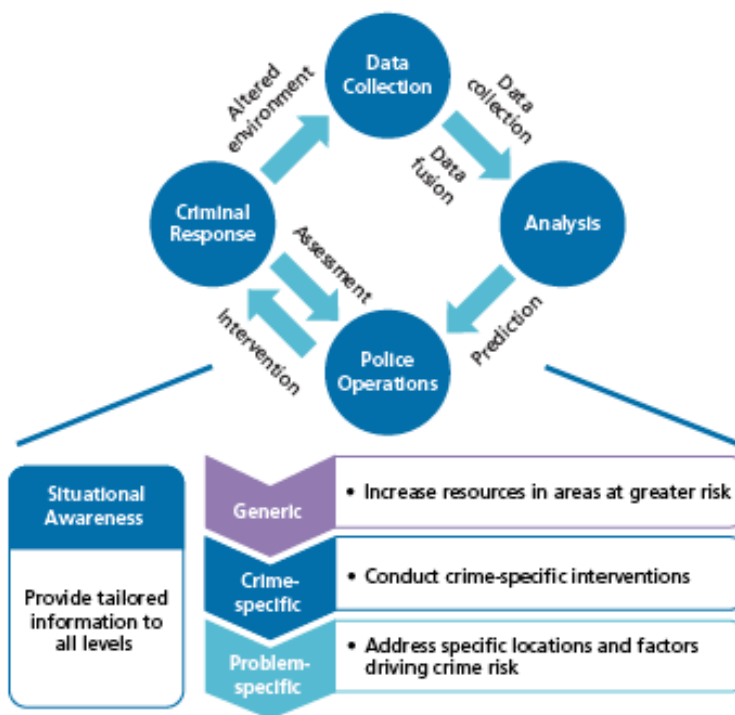 Data
Collection
Altered
environment
Data
collection
Data
fusion
Criminal
Response
Analysis
Assessment
Intervention
Prediction
Police
Operations
Situational
Awareness
Provide tailored
information to
all levels
Generic
• Increase resources in areas at greater risk
Crime-
specific
• Conduct crime-specific interventions
Problem-
specific
• Address specific locations and factors
driving crime risk